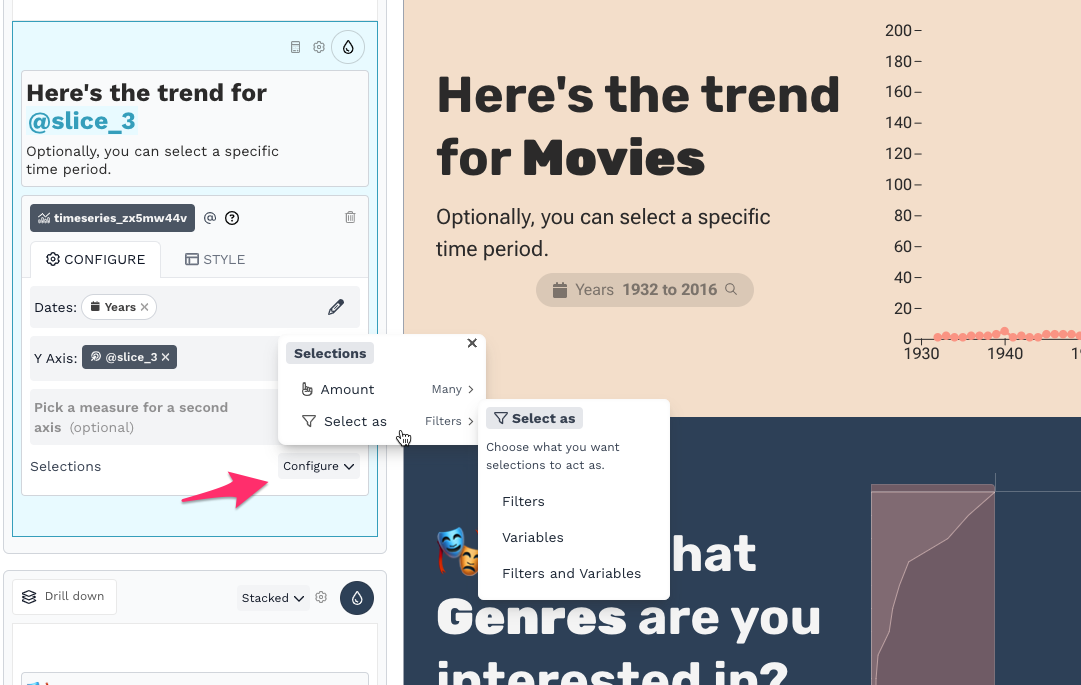 Here's the trend for
@slice_3
Optionally, you can select a specific
time period.
timeseries_zx5mw44v @
CONFIGURE STYLE
Dates: Years
Y Axis: @slice_3
Pick a measure for a second
axis (optional)
Selections Configure
Selections
Amount Many
Select as Filters
Select as
Choose what you want
selections to act as.
Filters
Variables
Filters and Variables
Drill down Stacked
Here's the trend
for Movies
Optionally, you can select a specific
time period.
Years 1932 to 2016
200
180
160
140
120
100
80
60
40
20
0
1930 1940
hat
Genres are you
interested in?